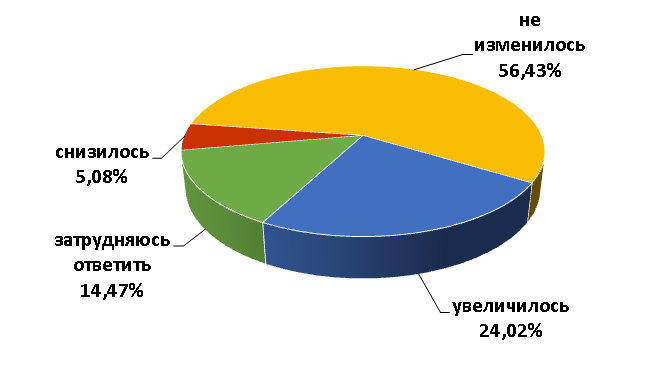 не
изменилось
56,43%
снизилось
5,08%
затрудняюсь
ответить
14,47%
увеличилось
24,02%